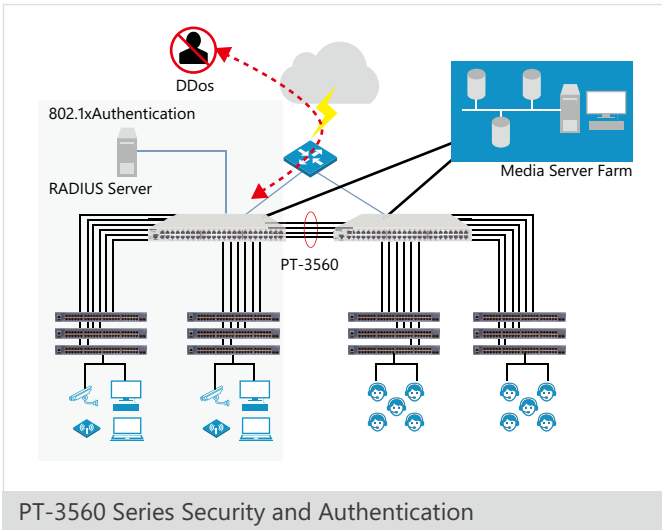 DDos
802.1xAuthentication
RADIUS Server
Media Server Farm
PT-3560
PT-3560 Series Security and Authentication